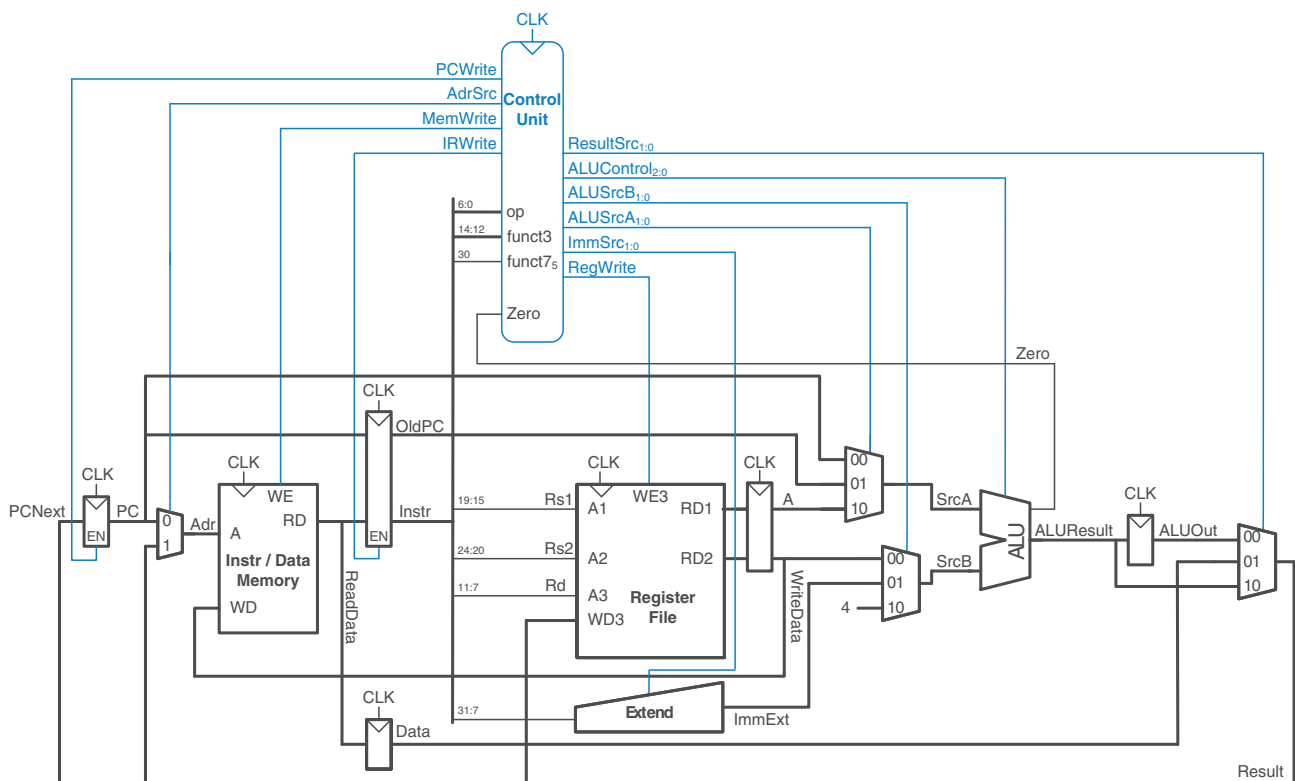 CLK
PCWrite
AdrSrc
MemWrite
IRWrite
Control
Unit
ResultSrc1:0
ALUControl2:0
ALUSrcB1:0
ALUSrcA1:0
ImmSrc1:0
RegWrite
6:0
op
14:12
funct3
30
funct75
Zero
Zero
CLK
OldPC
CLK
CLK
CLK
CLK
CLK
PCNext
EN
PC
0
1
Adr
WE
A
RD
Instr / Data
Memory
WD
ReadData
EN
Instr
19:15
Rs1
24:20
Rs2
11:7
Rd
A1
A2
A3
WD3
WE3
RD1
RD2
Register
File
A
WriteData
00
01
10
SrcA
00
01
10
4
SrcB
ALU
ALUResult
ALUOut
00
01
10
31:7
Extend
ImmExt
CLK
Data
Result